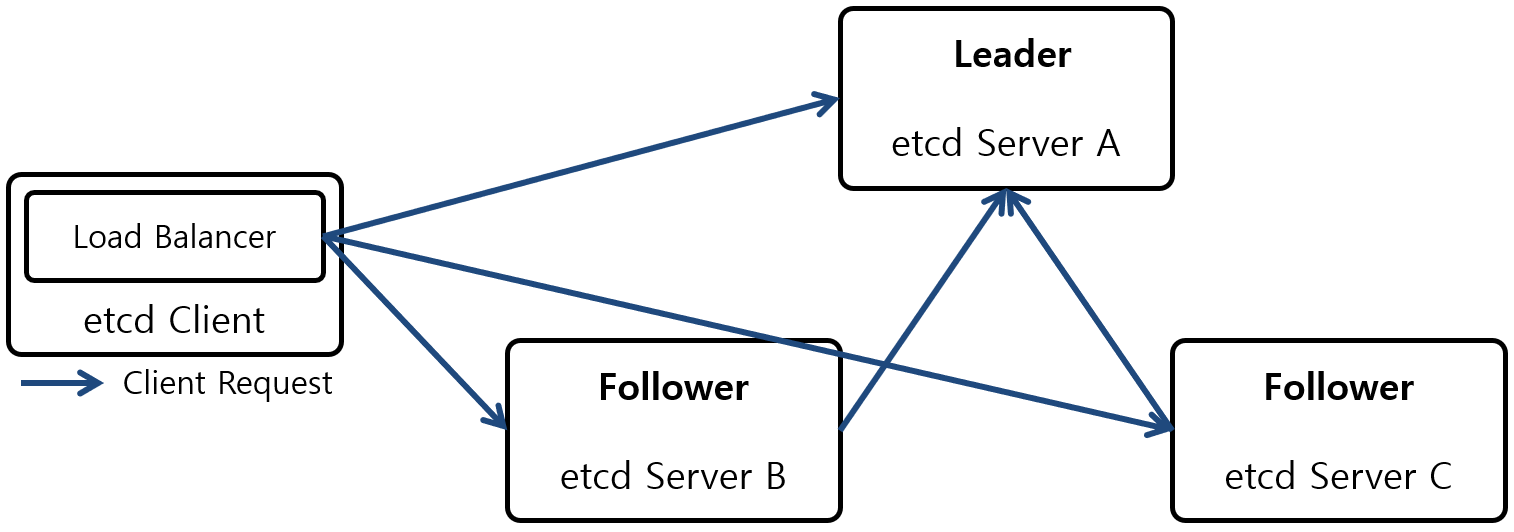 Leader
etcd Server A
Load Balancer
etcd Client
Client Request
Follower
etcd Server B
Follower
etcd Server C